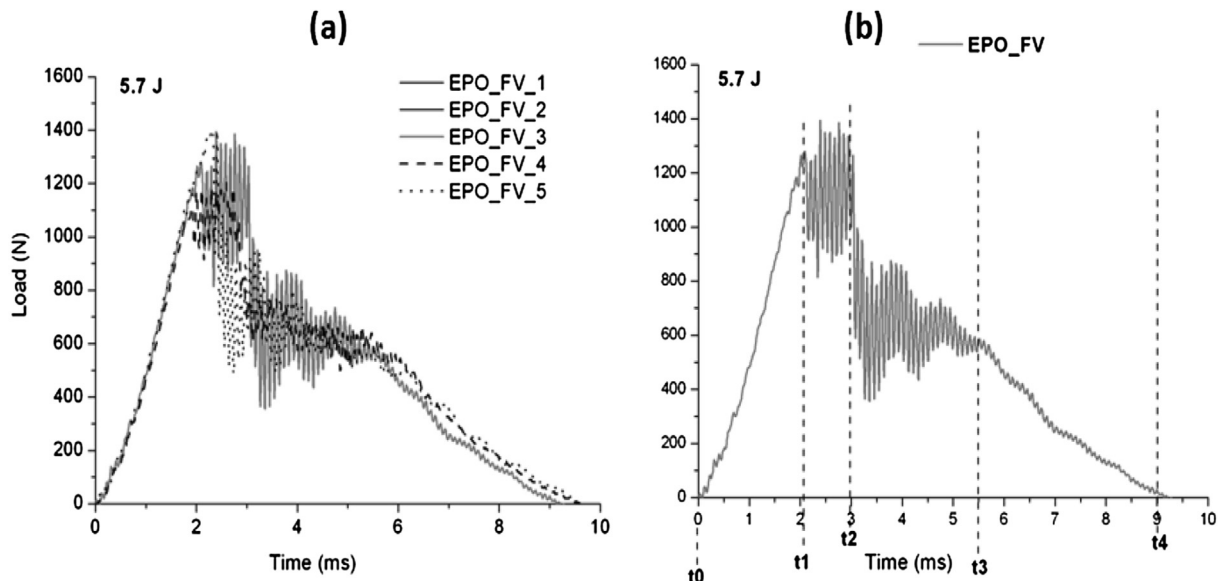 (a)
1600
1400
1200
1000
800
600
400
200
0
Load (N)
5.7 J
EPO_FV_1
EPO_FV_2
EPO_FV_3
EPO_FV_4
EPO_FV_5
0 2 4 6 8 10
Time (ms)
(b)
EPO_FV
1600
1400
1200
1000
800
600
400
200
0
5.7 J
0 1 2 3 4 5 6 7 8 9 10
t0 t1 t2 t3 t4
Time (ms)